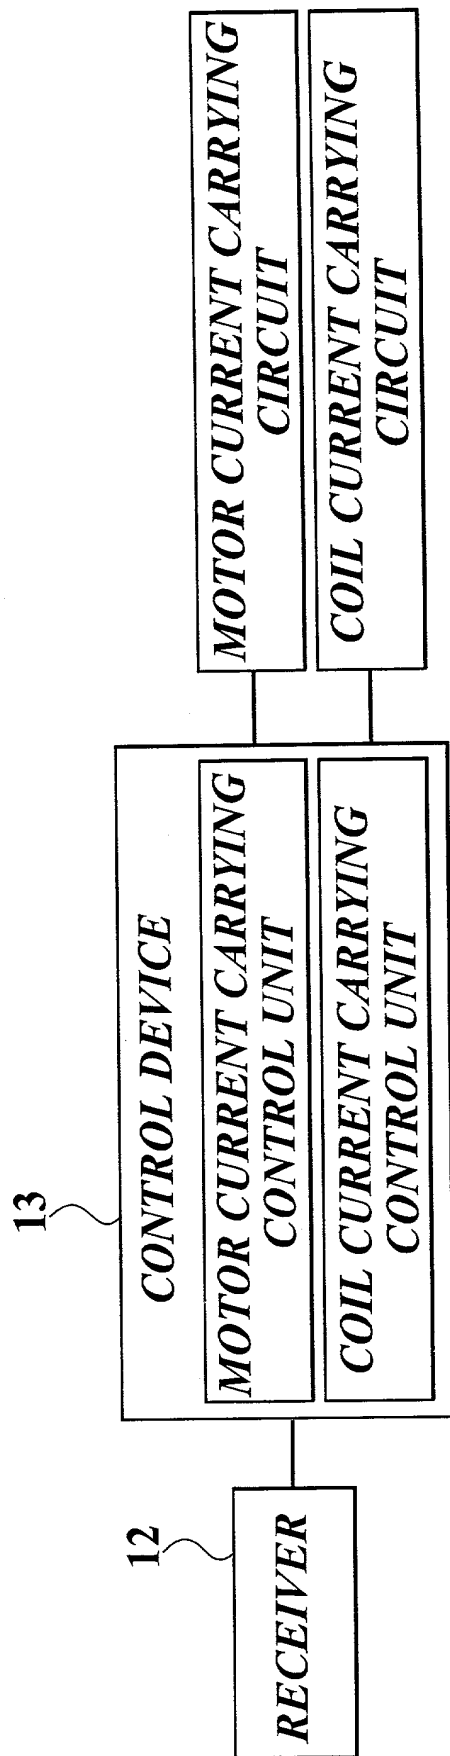 12
RECEIVER
13
CONTROL DEVICE
MOTOR CURRENT CARRYING
CONTROL UNIT
COIL CURRENT CARRYING
CONTROL UNIT
MOTOR CURRENT CARRYING
CIRCUIT
COIL CURRENT CARRYING
CIRCUIT